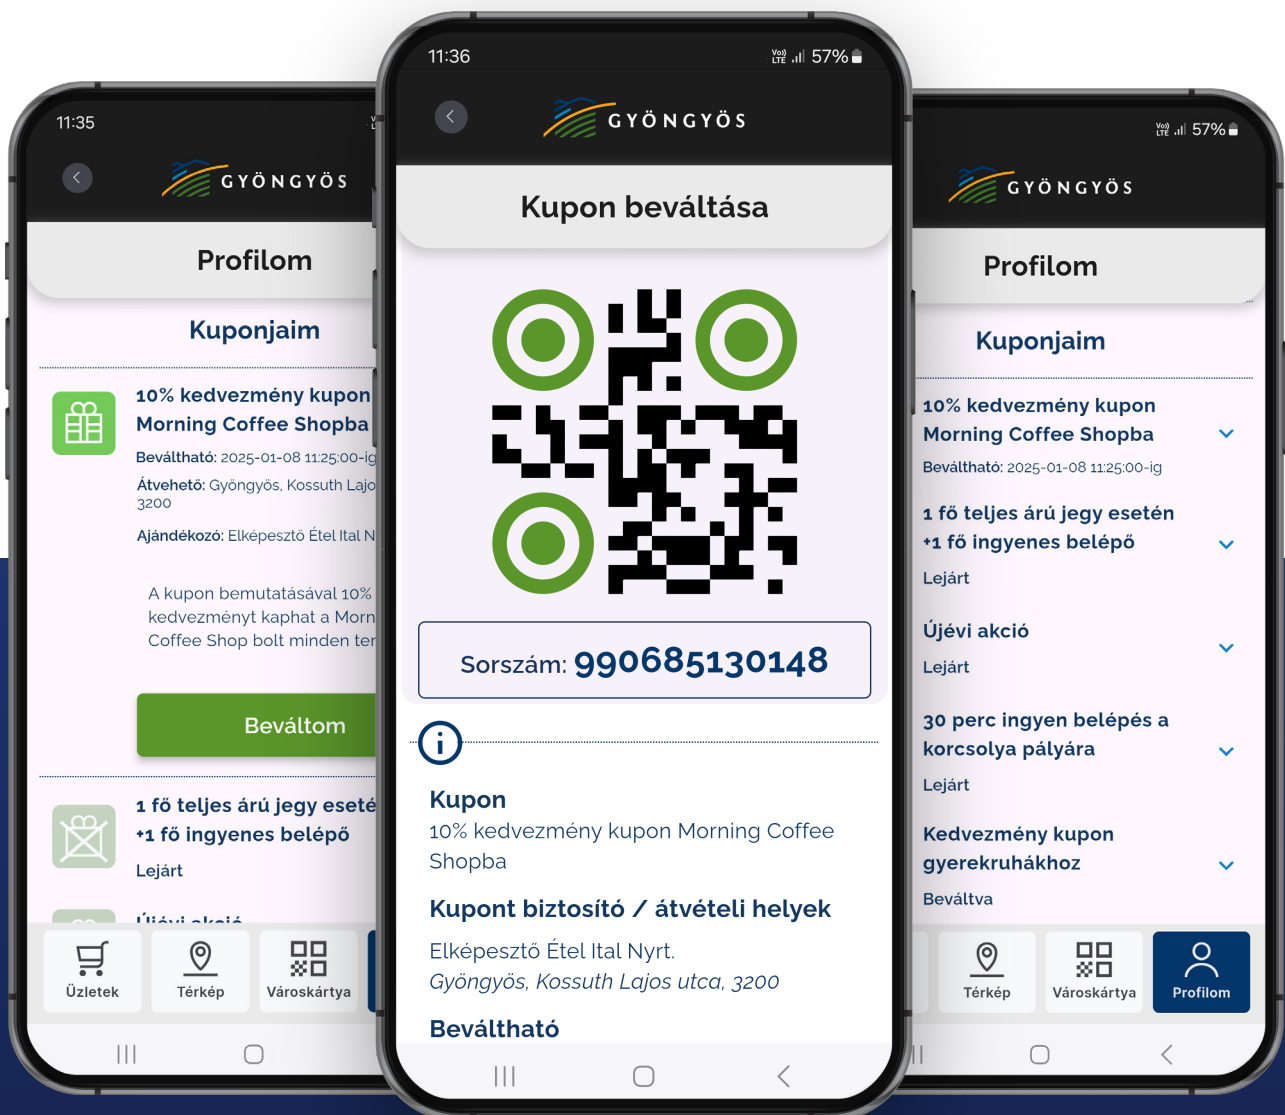 11:35
GYÖNGYÖS
Profilom
Kuponjaim
10% kedvezmény kupon
Morning Coffee Shopba
Beváltható: 2025-01-08 11:25:00-ig
Átvehető: Gyöngyös, Kossuth
3200
Ajándékozó: Elképesztő Étel Ital
A kupon bemutatásával 10%
kedvezményt kaphat a
Coffee Shop bolt minden
Beváltom
1 fő teljes árú jegy
+1 fő ingyenes belépő
Lejárt
Újévi akció
Üzletek
Térkép
Városkártya
11:36
Vo)) LTE 57%
GYÖNGYÖS
Kupon beváltása
Sorszám: 990685130148
i
Kupon
10% kedvezmény kupon Morning Coffee
Shopba
Kupont biztosító / átvételi helyek
Elképesztő Étel Ital Nyrt.
Gyöngyös, Kossuth Lajos utca, 3200
Beváltható
Vo)) LTE 57%
GYÖNGYÖS
Profilom
Kuponjaim
10% kedvezmény kupon
Morning Coffee Shopba
Beváltható: 2025-01-08 11:25:00-ig
1 fő teljes árú jegy esetén
+1 fő ingyenes belépő
Lejárt
Újévi akció
Lejárt
30 perc ingyen belépés a
korcsolya pályára
Lejárt
Kedvezmény kupon
gyerekruhákhoz
Beváltva
Térkép
Városkártya
Profilom